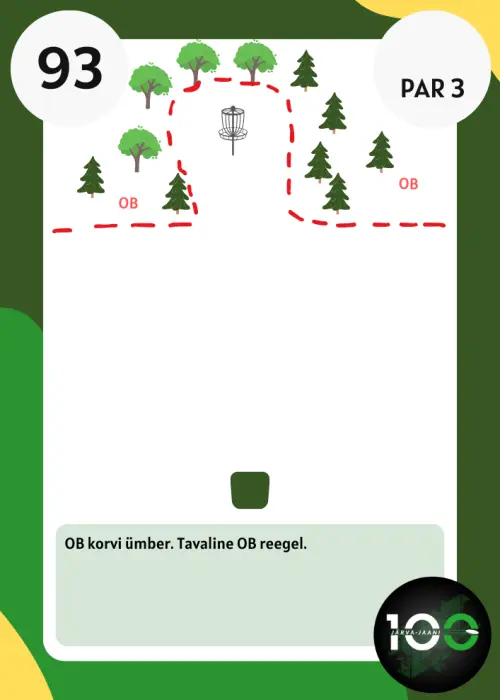 93
PAR 3
OB
OB
OB korvi ümber. Tavaline OB reegel.
100
JÄRVA-JAANI